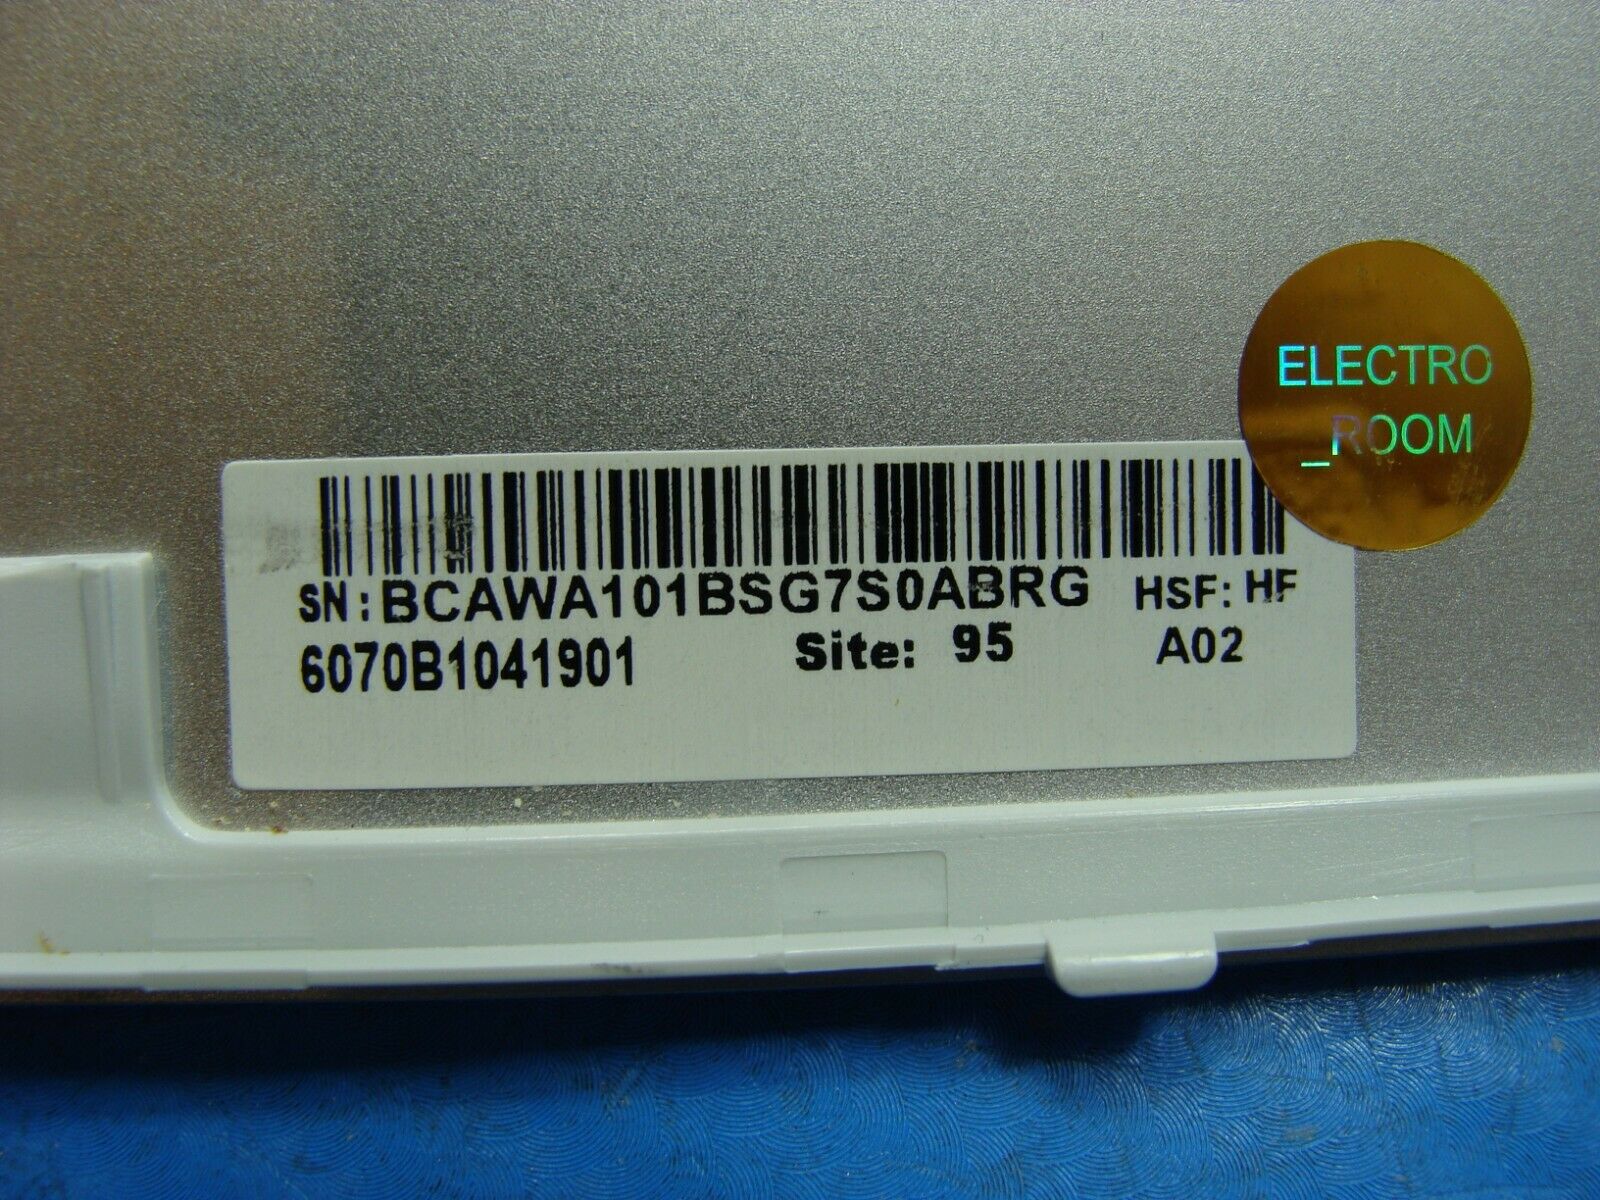 ELECTRO
_ROOM
SN:BCAWA101BSG7S0ABRG HSF: HF
6070B1041901 Site: 95 A02